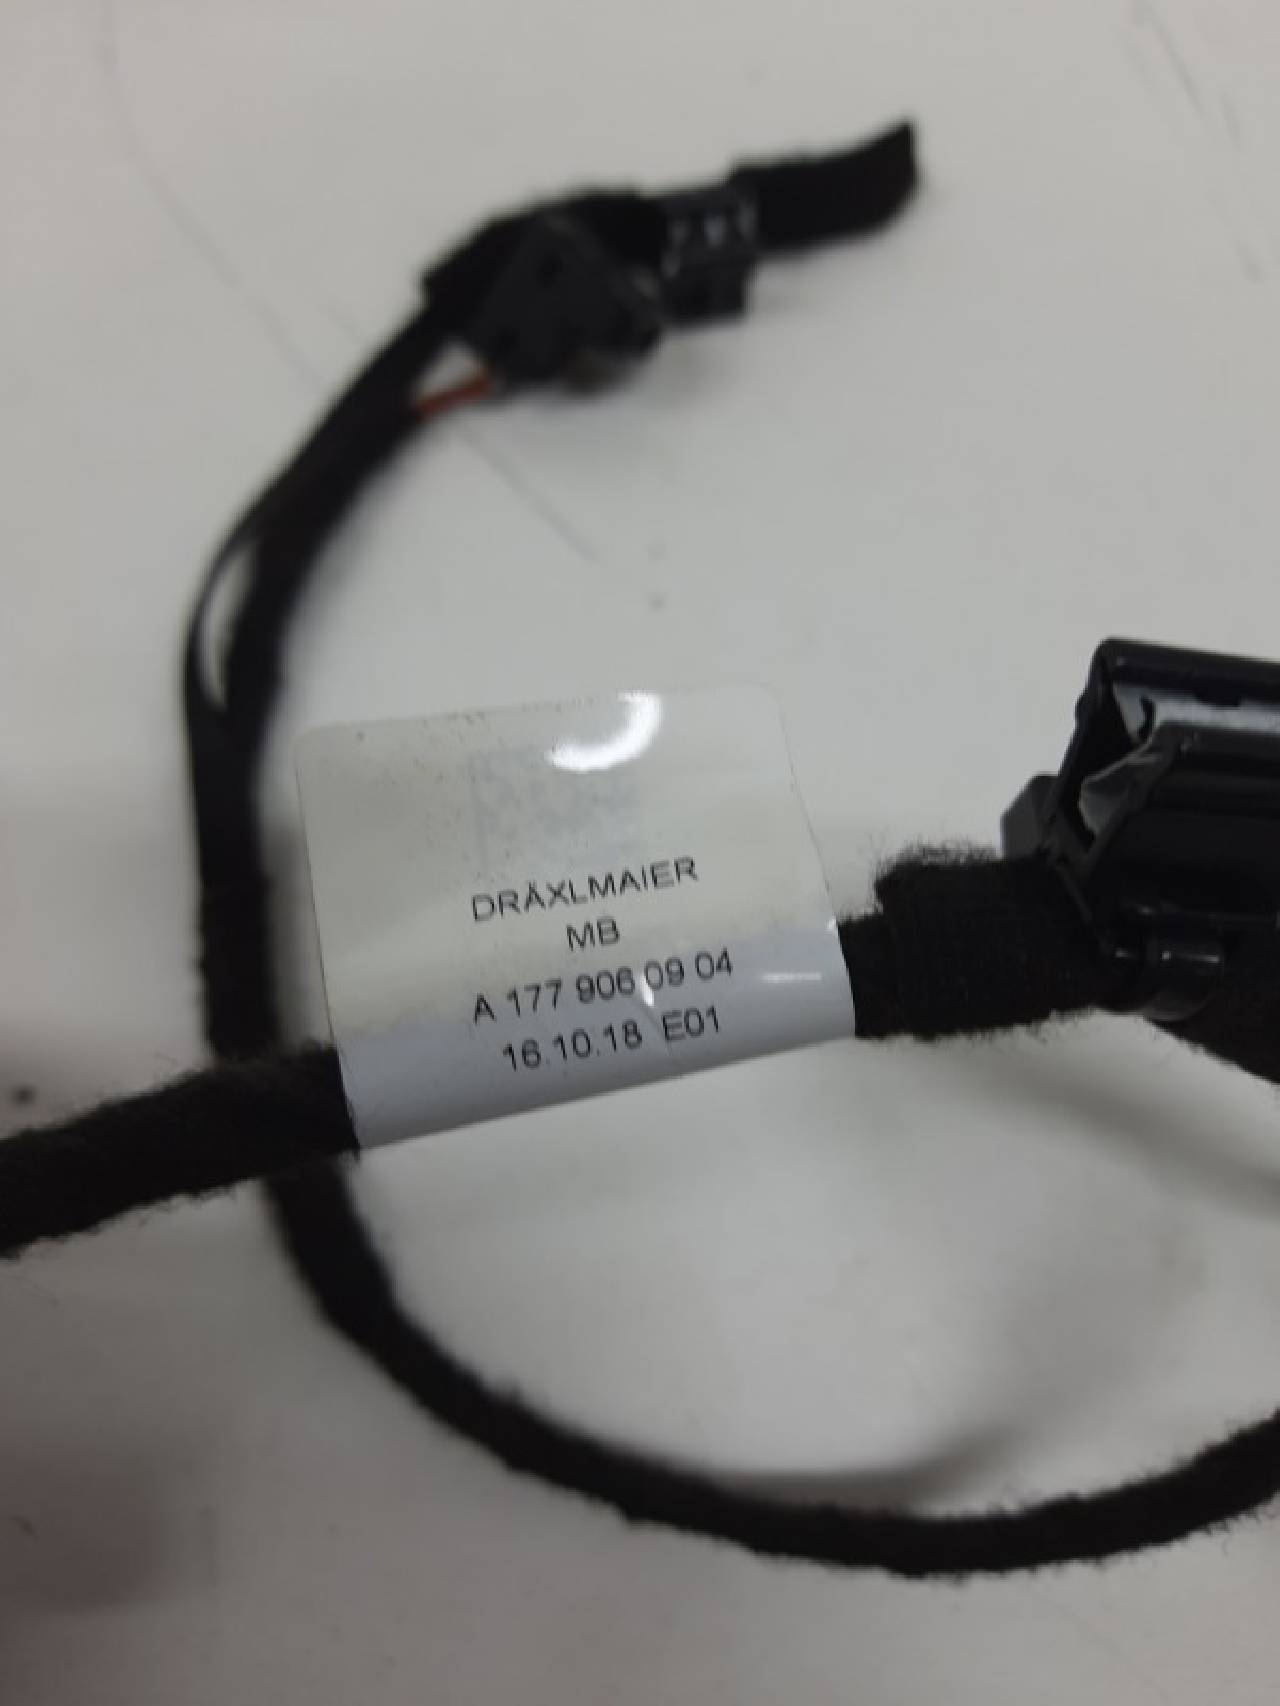 DRÄXLMAIER
MB
A 177 906 09 04
16.10.18 E01